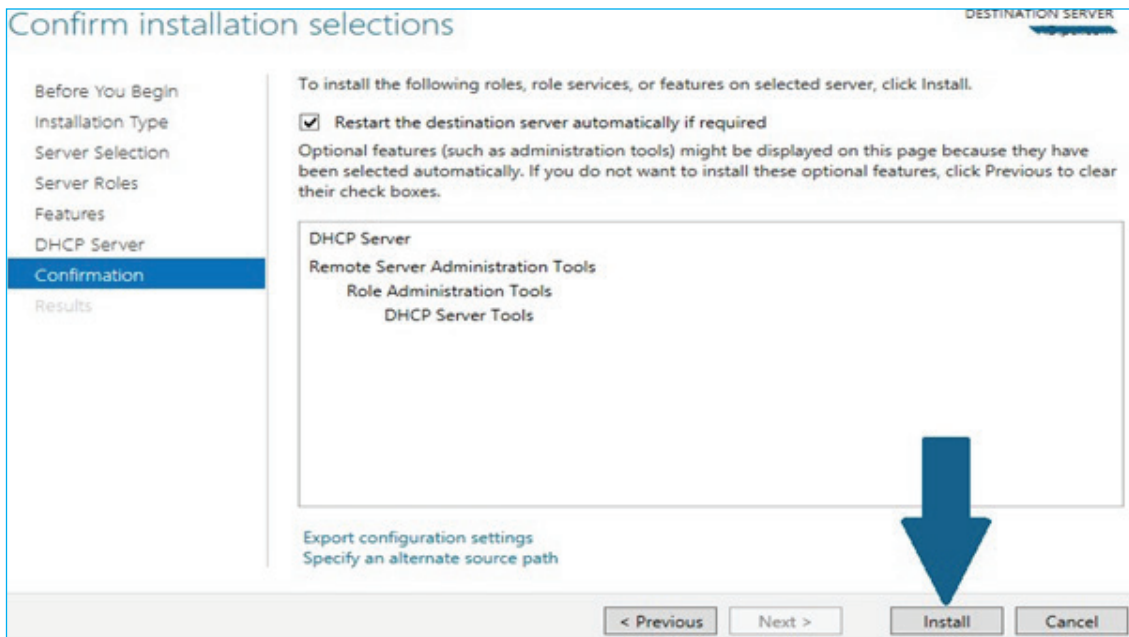 Confirm installation selections
DESTINATION SERVER
Before You Begin
Installation Type
Server Selection
Server Roles
Features
DHCP Server
Confirmation
Results
To install the following roles, role services, or features on selected server, click Install.
Restart the destination server automatically if required
Optional features (such as administration tools) might be displayed on this page because they have
been selected automatically. If you do not want to install these optional features, click Previous to clear
their check boxes.
DHCP Server
Remote Server Administration Tools
Role Administration Tools
DHCP Server Tools
Export configuration settings
Specify an alternate source path
< Previous
Next >
Install
Cancel